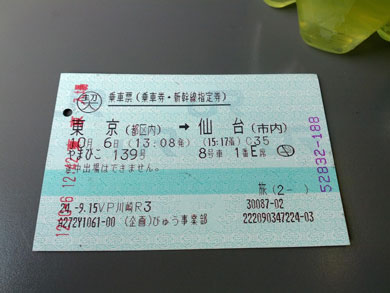 乗車票(乗車券・新幹線指定券)
東京(都区内) → 仙台(市内)
10月 6日 (13:08発) (15:17着) C35
やまびこ 139号 8号車 1番E席
途中出場はできません。
旅(2- )
-9.15VP川崎R3 30087-02
(企画)びゅう事業部 222090347224-03
52832-188